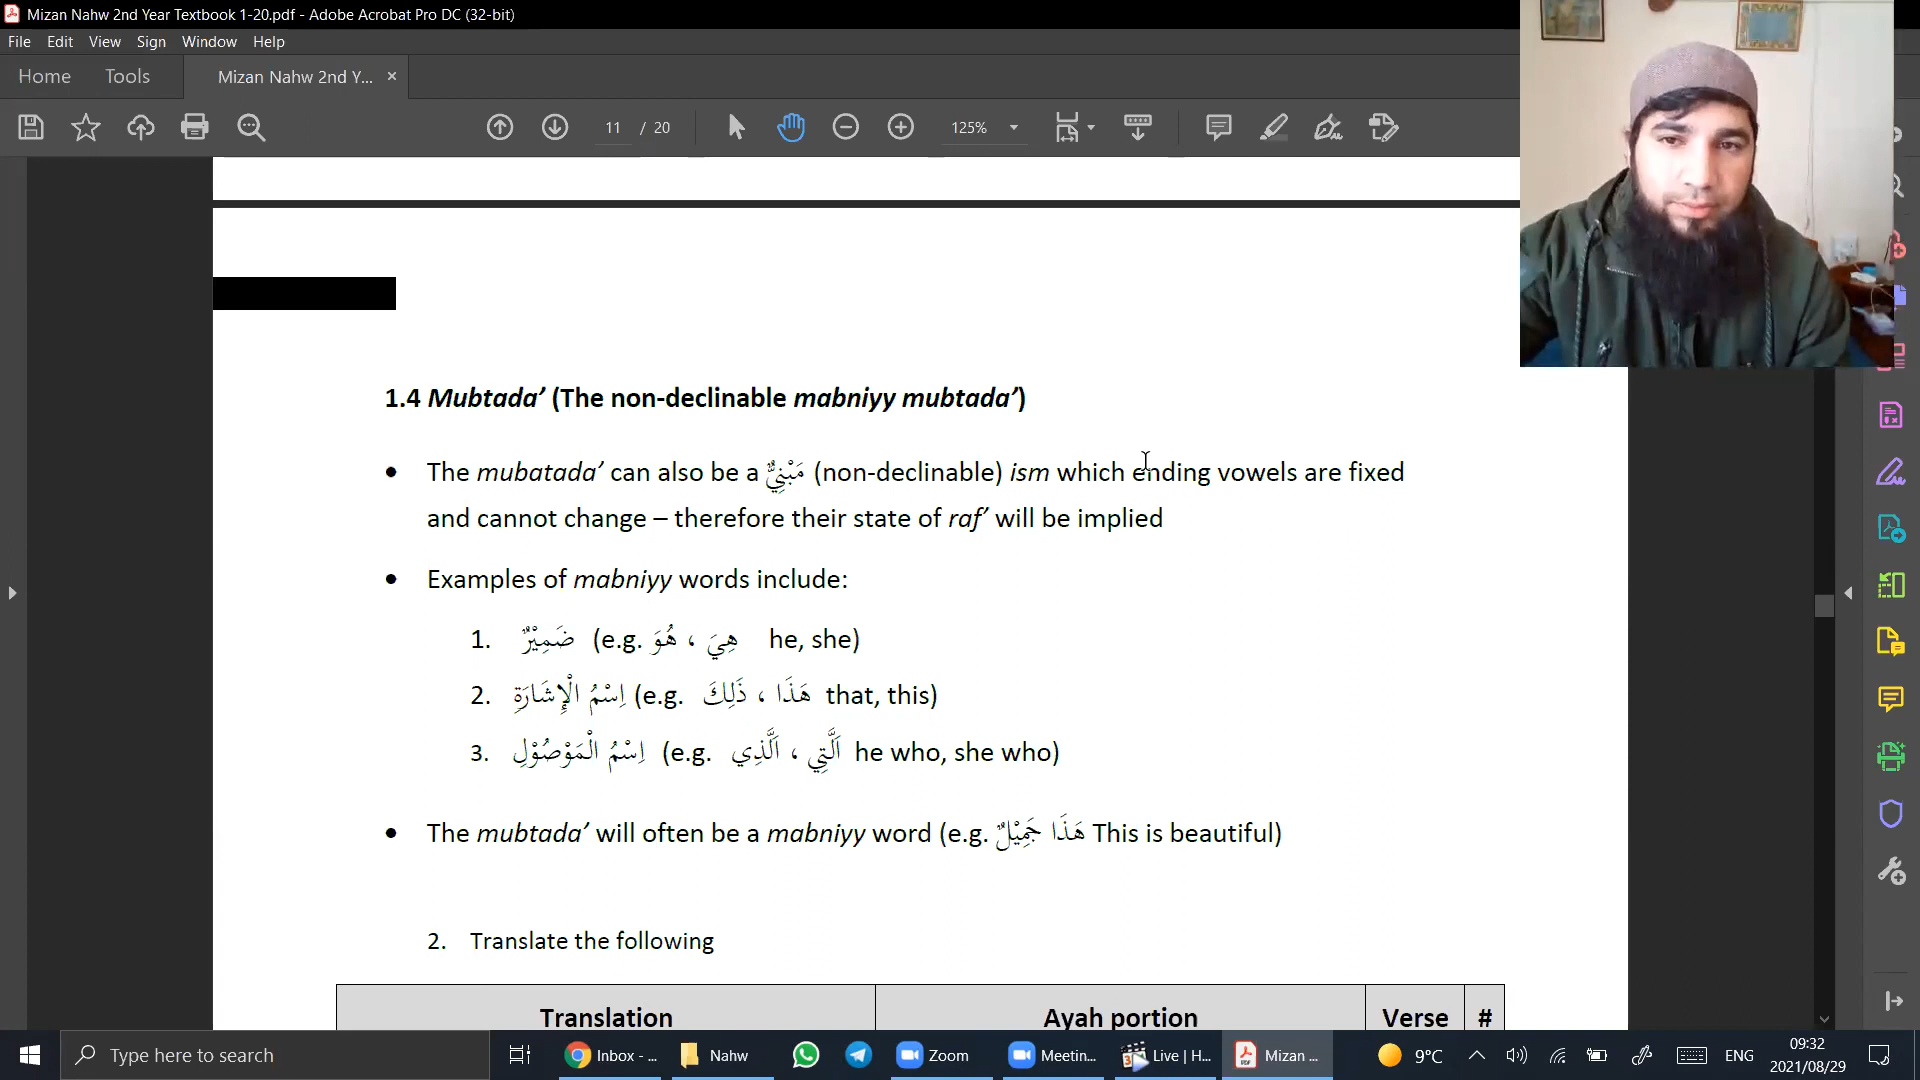 Mizan Nahw 2nd Year Textbook 1-20.pdf - Adobe Acrobat Pro DC (32-bit)
File Edit View Sign Window Help
Home Tools Mizan Nahw 2nd Y... ×
11 / 20 125%
1.4 Mubtada’ (The non-declinable mabniyy mubtada’)
• The mubatada’ can also be a مَبْنِيٌّ (non-declinable) ism which ending vowels are fixed
and cannot change – therefore their state of raf’ will be implied
• Examples of mabniyy words include:
1. ضَمِيْرٌ (e.g. هِيَ ، هُوَ he, she)
2. اِسْمُ الْإِشَارَةِ (e.g. هَذَا ، ذَلِكَ that, this)
3. اِسْمُ الْمَوْصُوْلِ (e.g. اَلَّتِي ، اَلَّذِي he who, she who)
• The mubtada’ will often be a mabniyy word (e.g. هَذَا جَمِيْلٌ This is beautiful)
2. Translate the following
Translation Ayah portion Verse #
Type here to search Inbox - ... Nahw Zoom Meetin... Live | H... Mizan ... 9°C ENG 09:32
2021/08/29